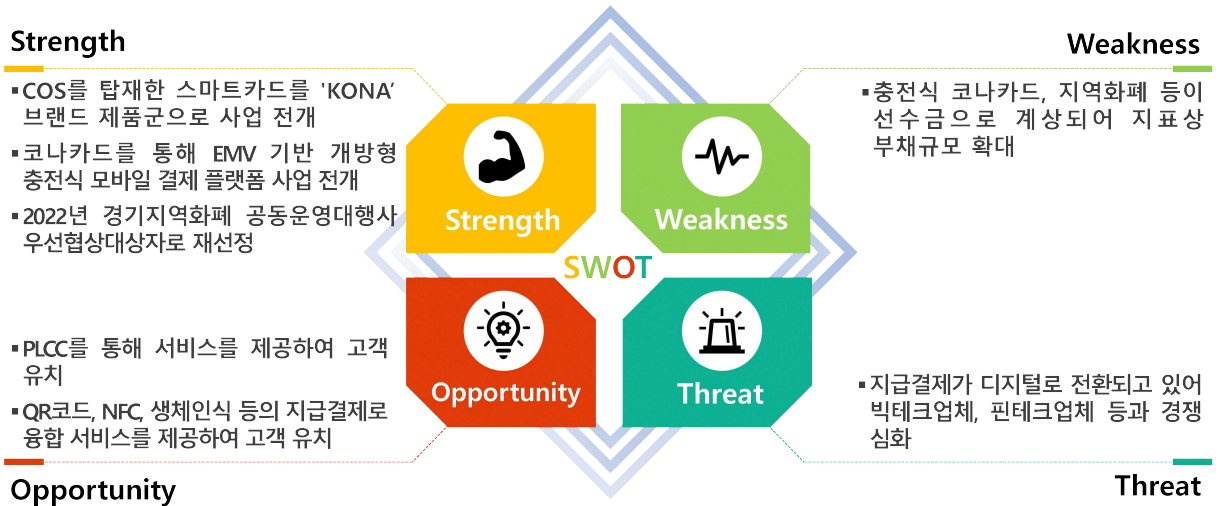 Strength
▪COS를 탑재한 스마트카드를 'KONA’
브랜드 제품군으로 사업 전개
▪코나카드를 통해 EMV 기반 개방형
충전식 모바일 결제 플랫폼 사업 전개
▪2022년 경기지역화폐 공동운영대행사
우선협상대상자로 재선정
Weakness
▪충전식 코나카드, 지역화폐 등이
선수금으로 계상되어 지표상
부채규모 확대
Strength
Weakness
SWOT
Opportunity
Threat
▪PLCC를 통해 서비스를 제공하여 고객
유치
▪QR코드, NFC, 생체인식 등의 지급결제로
융합 서비스를 제공하여 고객 유치
Opportunity
▪지급결제가 디지털로 전환되고 있어
빅테크업체, 핀테크업체 등과 경쟁
심화
Threat